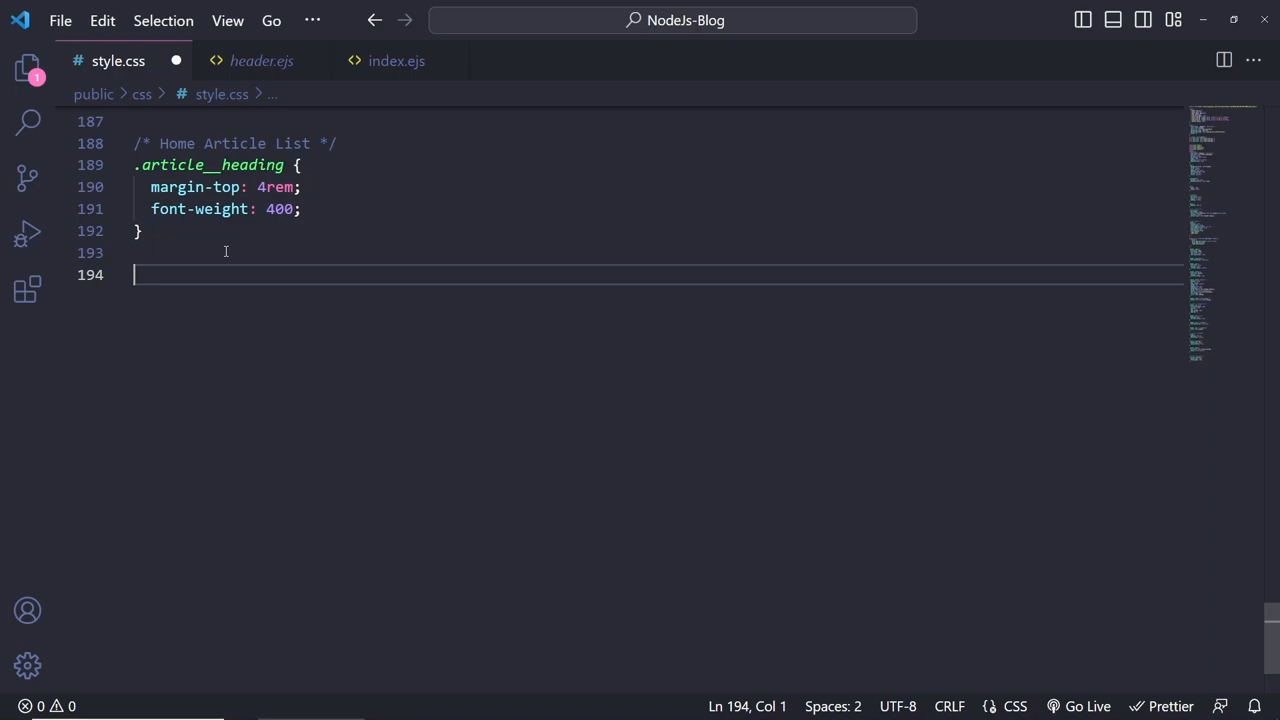 File Edit Selection View Go ··· NodeJs-Blog
# style.css <> header.ejs <> index.ejs ···
1
public > css > # style.css > ...
187
188 /* Home Article List */
189 .article__heading {
190 margin-top: 4rem;
191 font-weight: 400;
192 }
193
194
0 0 Ln 194, Col 1 Spaces: 2 UTF-8 CRLF {} CSS Go Live Prettier